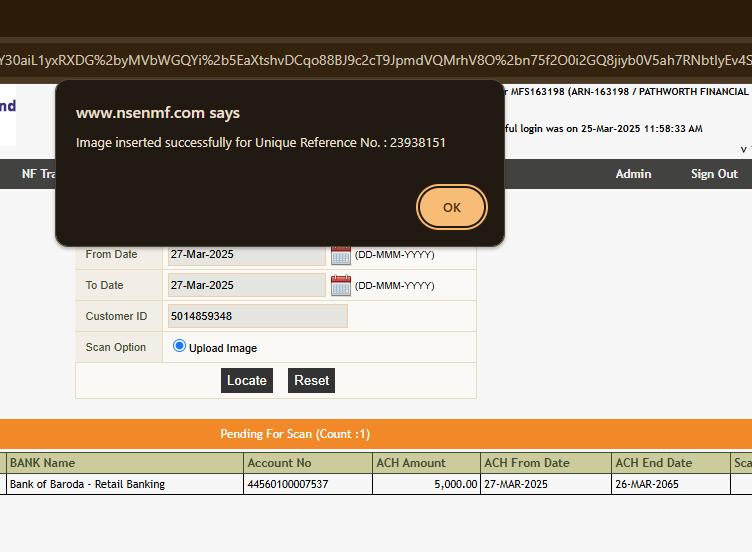 Y30aiL1yxRXDG%2byMVbWGQYi%2b5EaXtshvDCqo88BJ9c2cT9JpmdVQMrhV8O%2bn75f2O0i2GQ8jiyb0V5ah7RNbtlyEv4S
nd
r MFS163198 (ARN-163198 / PATHWORTH FINANCIAL
www.nsenmf.com says
ful login was on 25-Mar-2025 11:58:33 AM
Image inserted successfully for Unique Reference No. : 23938151
v
NF Tra
Admin Sign Out
OK
From Date 27-Mar-2025 (DD-MMM-YYYY)
To Date 27-Mar-2025 (DD-MMM-YYYY)
Customer ID 5014859348
Scan Option Upload Image
Locate Reset
Pending For Scan (Count :1)
BANK Name Account No ACH Amount ACH From Date ACH End Date Sca
Bank of Baroda - Retail Banking 44560100007537 5,000.00 27-MAR-2025 26-MAR-2065